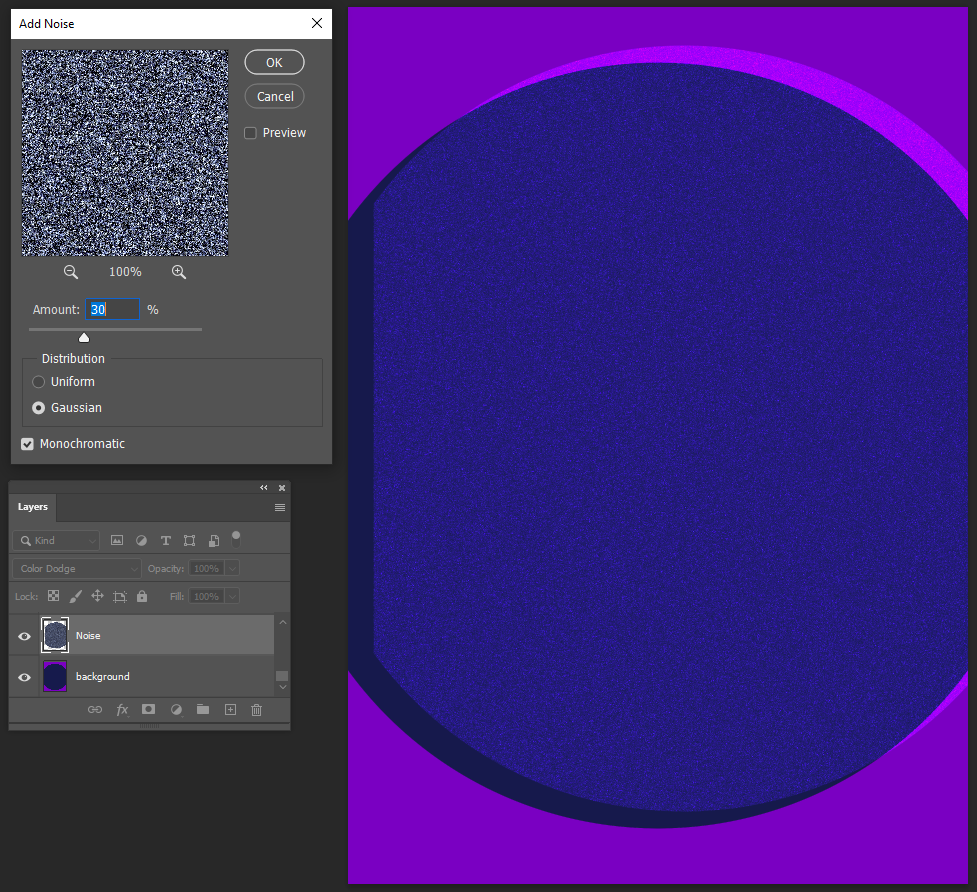 Add Noise
OK
Cancel
Preview
100%
Amount: 30 %
Distribution
Uniform
Gaussian
Monochromatic
Layers
Kind
Color Dodge Opacity: 100%
Lock: Fill: 100%
Noise
background
fx